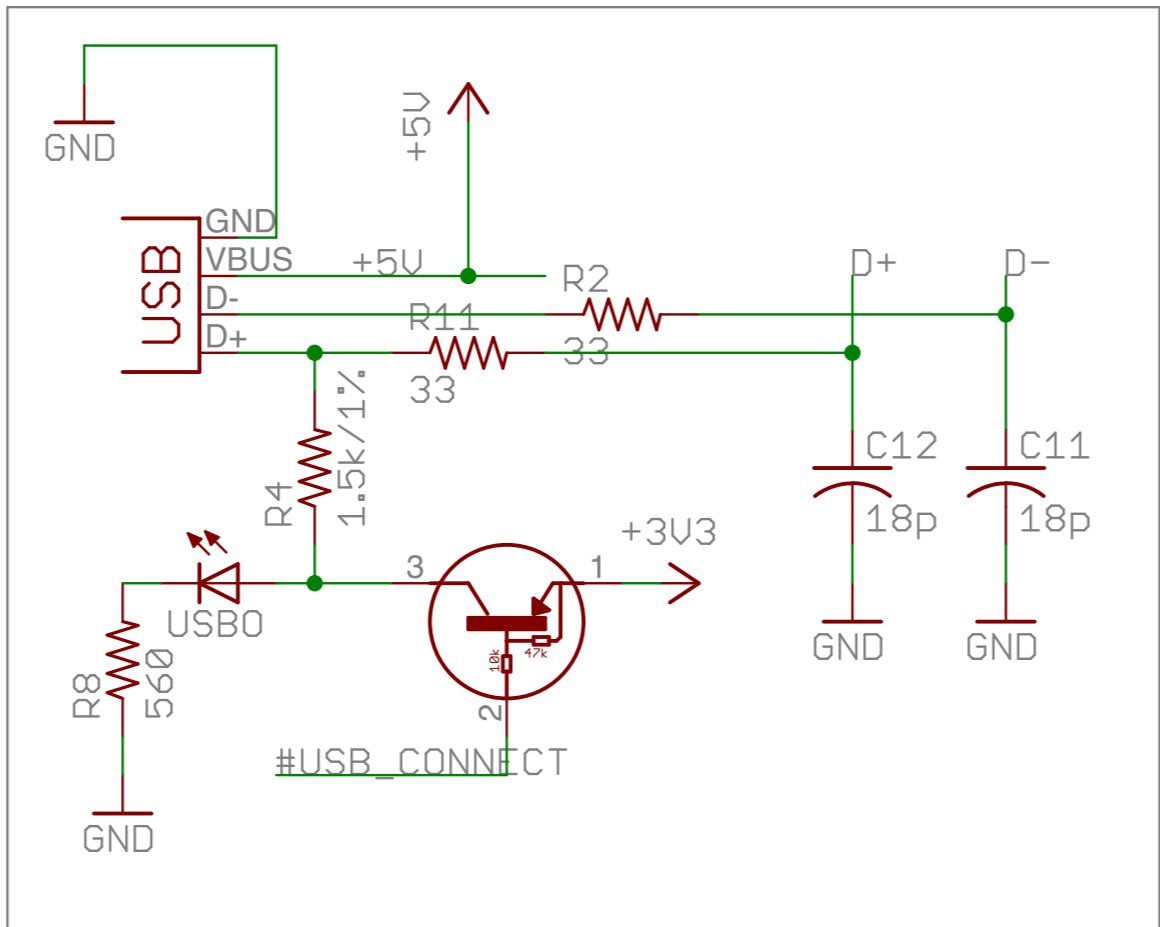 GND
+5V
USB
GND
VBUS
D-
D+
+5V
R2
33
R11
33
D+
D-
R4
1.5k/1%
C12
18p
C11
18p
GND
GND
USB0
R8
560
GND
3
1
2
10k
47k
+3V3
#USB_CONNECT